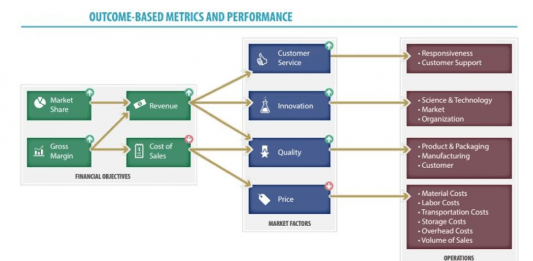 OUTCOME-BASED METRICS AND PERFORMANCE
Market
Share
Revenue
Gross
Margin
Cost of
Sales
FINANCIAL OBJECTIVES
Customer
Service
Innovation
Quality
Price
MARKET FACTORS
• Responsiveness
• Customer Support
• Science & Technology
• Market
• Organization
• Product & Packaging
• Manufacturing
• Customer
• Material Costs
• Labor Costs
• Transportation Costs
• Storage Costs
• Overhead Costs
• Volume of Sales
OPERATIONS